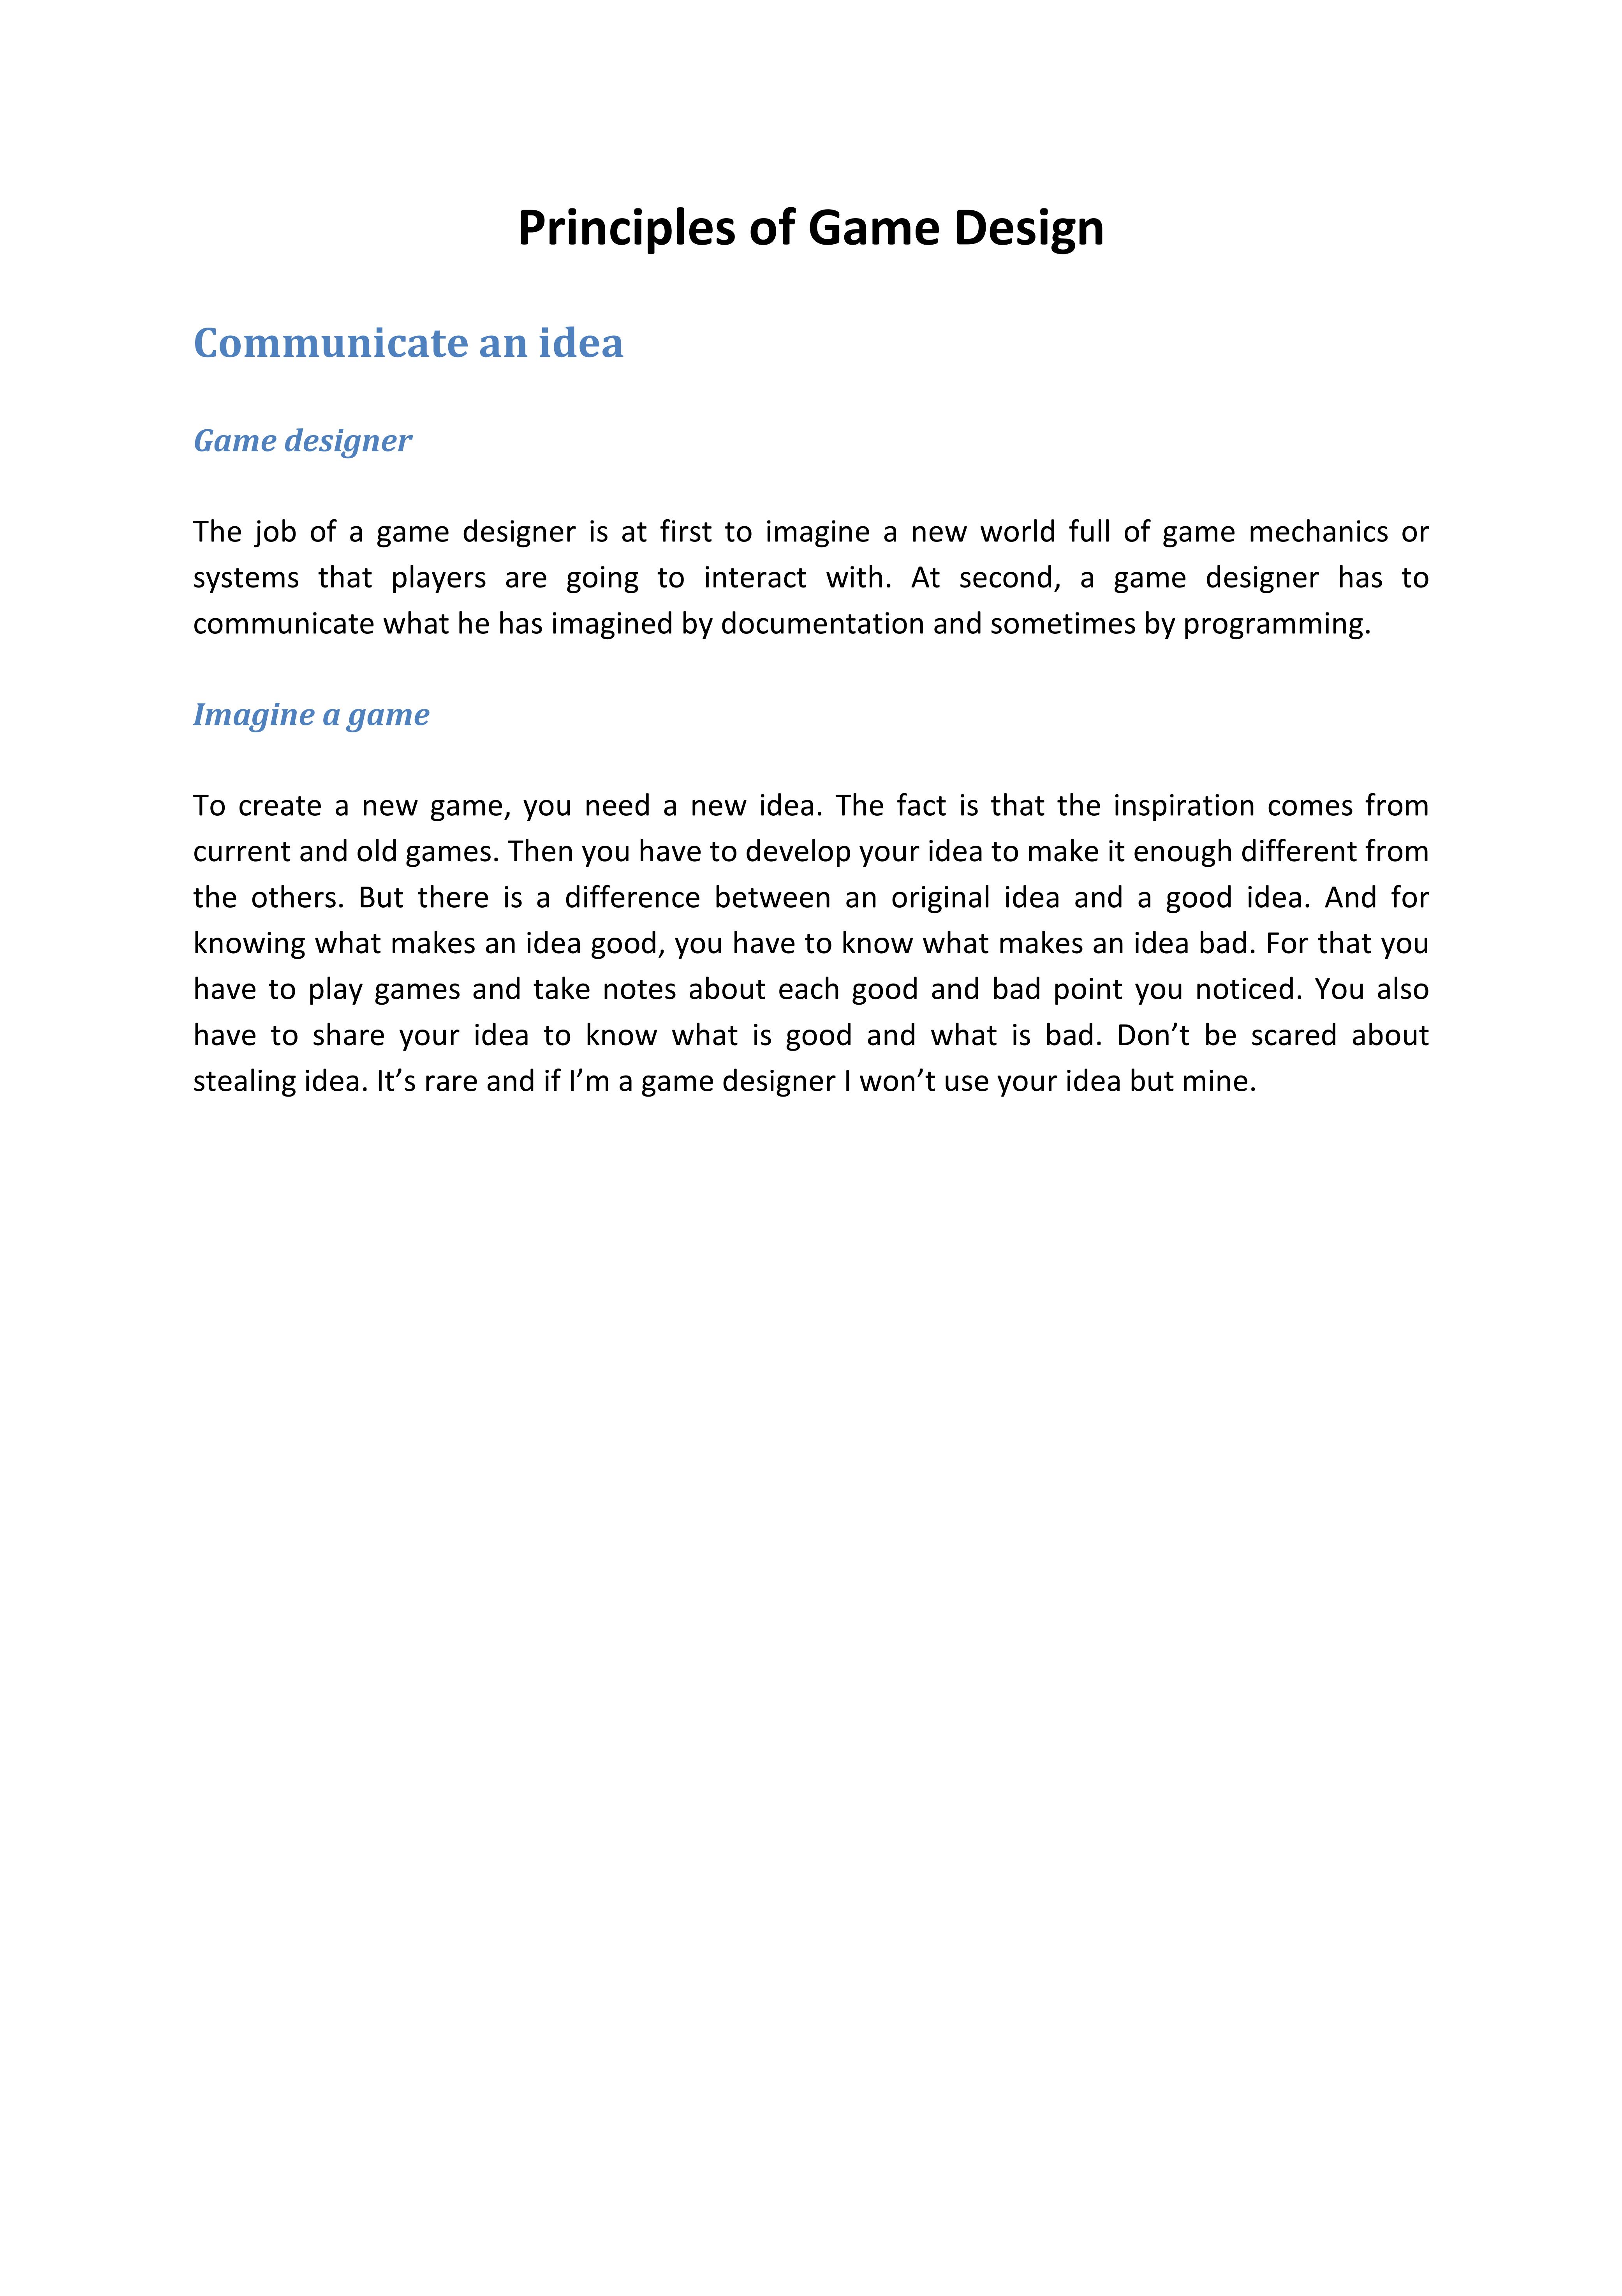 Principles of Game Design
Communicate an idea
Game designer
The job of a game designer is at first to imagine a new world full of game mechanics or
systems that players are going to interact with. At second, a game designer has to
communicate what he has imagined by documentation and sometimes by programming.
Imagine a game
To create a new game, you need a new idea. The fact is that the inspiration comes from
current and old games. Then you have to develop your idea to make it enough different from
the others. But there is a difference between an original idea and a good idea. And for
knowing what makes an idea good, you have to know what makes an idea bad. For that you
have to play games and take notes about each good and bad point you noticed. You also
have to share your idea to know what is good and what is bad. Don’t be scared about
stealing idea. It’s rare and if I’m a game designer I won’t use your idea but mine.